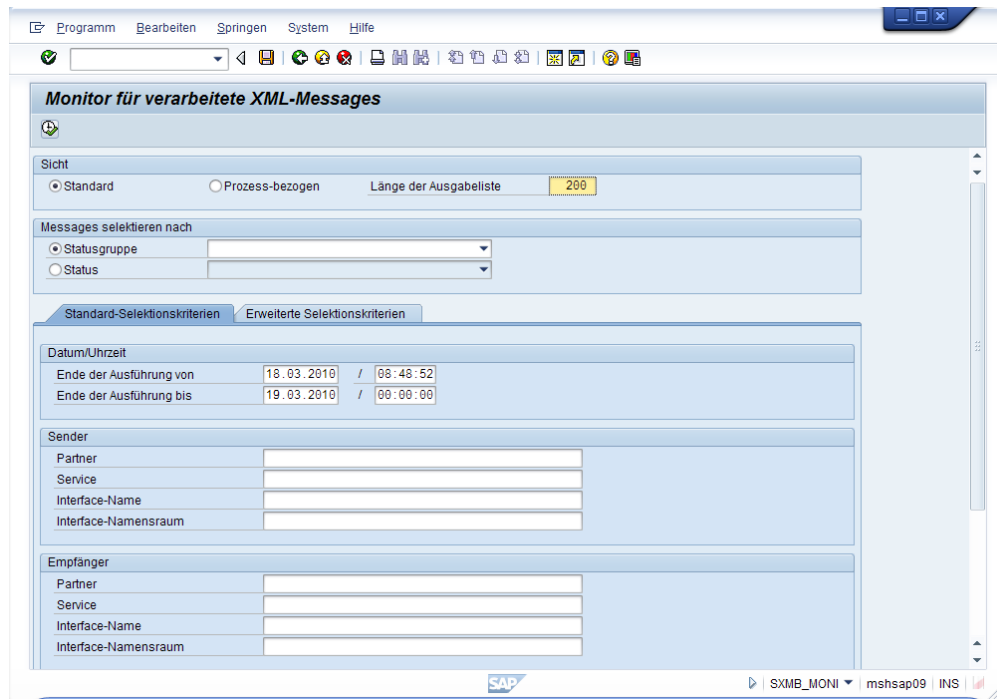 Programm Bearbeiten Springen System Hilfe
Monitor für verarbeitete XML-Messages
Sicht
Standard Prozess-bezogen Länge der Ausgabeliste 200
Messages selektieren nach
Statusgruppe
Status
Standard-Selektionskriterien Erweiterte Selektionskriterien
Datum/Uhrzeit
Ende der Ausführung von 18.03.2010 / 08:48:52
Ende der Ausführung bis 19.03.2010 / 00:00:00
Sender
Partner
Service
Interface-Name
Interface-Namensraum
Empfänger
Partner
Service
Interface-Name
Interface-Namensraum
SAP SXMB_MONI mshsap09 INS